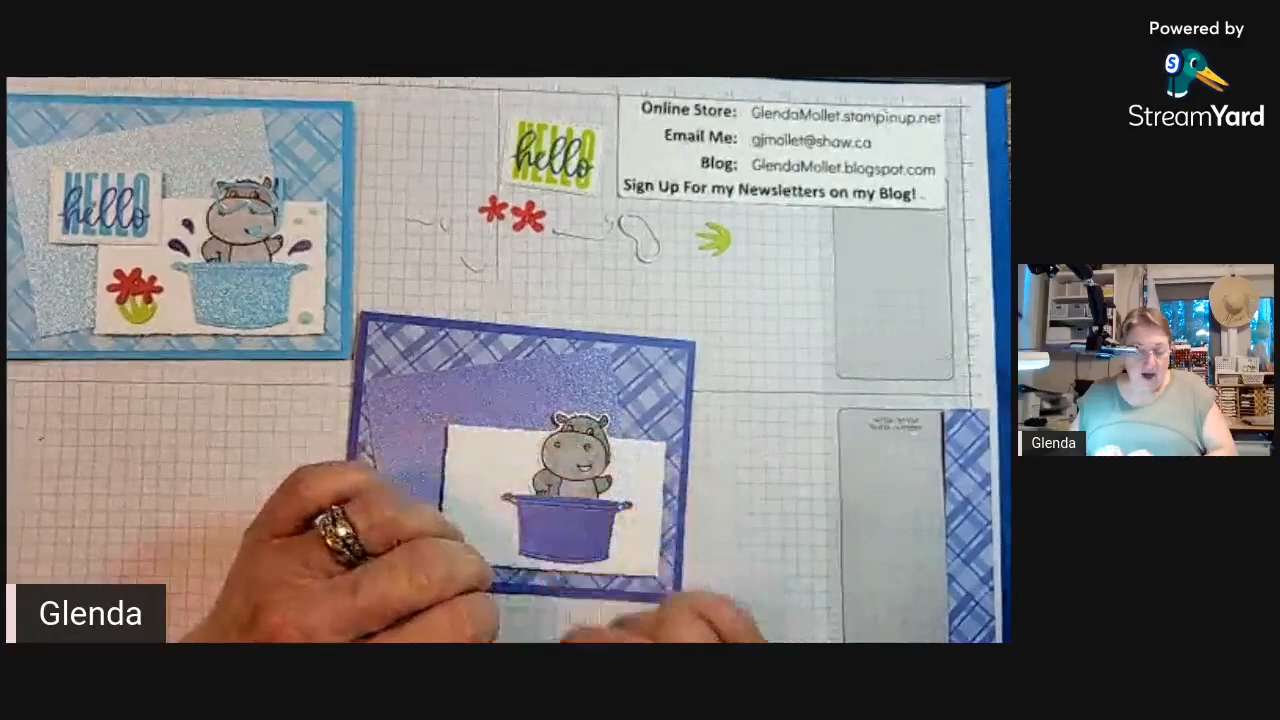 Powered by
StreamYard
Online Store: GlendaMollet.stampinup.net
Email Me: gjmollet@shaw.ca
Blog: GlendaMollet.blogspot.com
Sign Up For my Newsletters on my Blog!
HELLO
hello
HELLO
hello
Glenda
Glenda